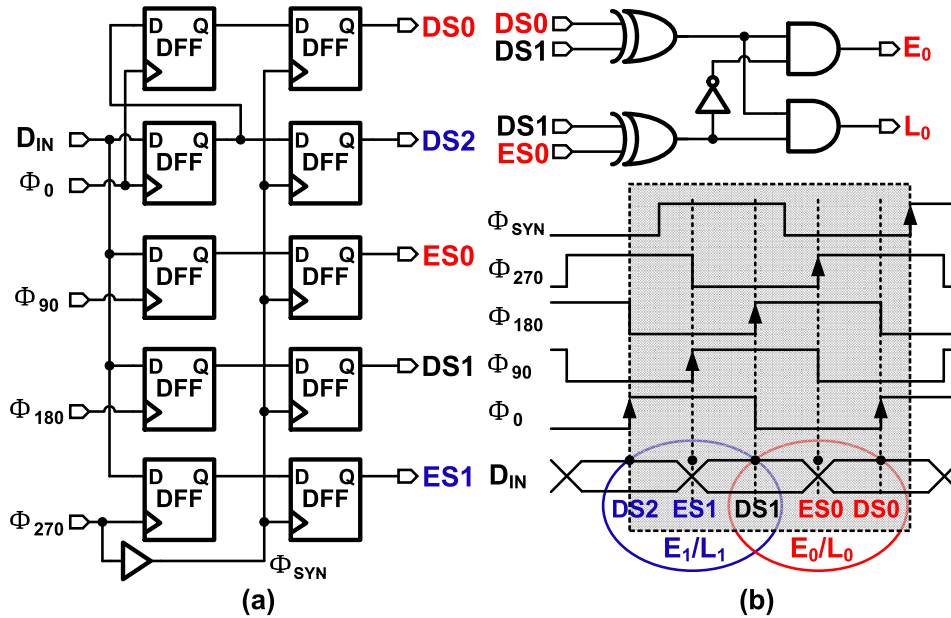 D Q DFF D Q DFF DS0
D_IN D Q DFF D Q DFF DS2
Φ_0
D Q DFF D Q DFF ES0
Φ_90
D Q DFF D Q DFF DS1
Φ_180
D Q DFF D Q DFF ES1
Φ_270
Φ_SYN
(a)
DS0
DS1
E_0
DS1
ES0
L_0
Φ_SYN
Φ_270
Φ_180
Φ_90
Φ_0
D_IN
DS2 ES1 DS1 ES0 DS0
E_1/L_1 E_0/L_0
(b)